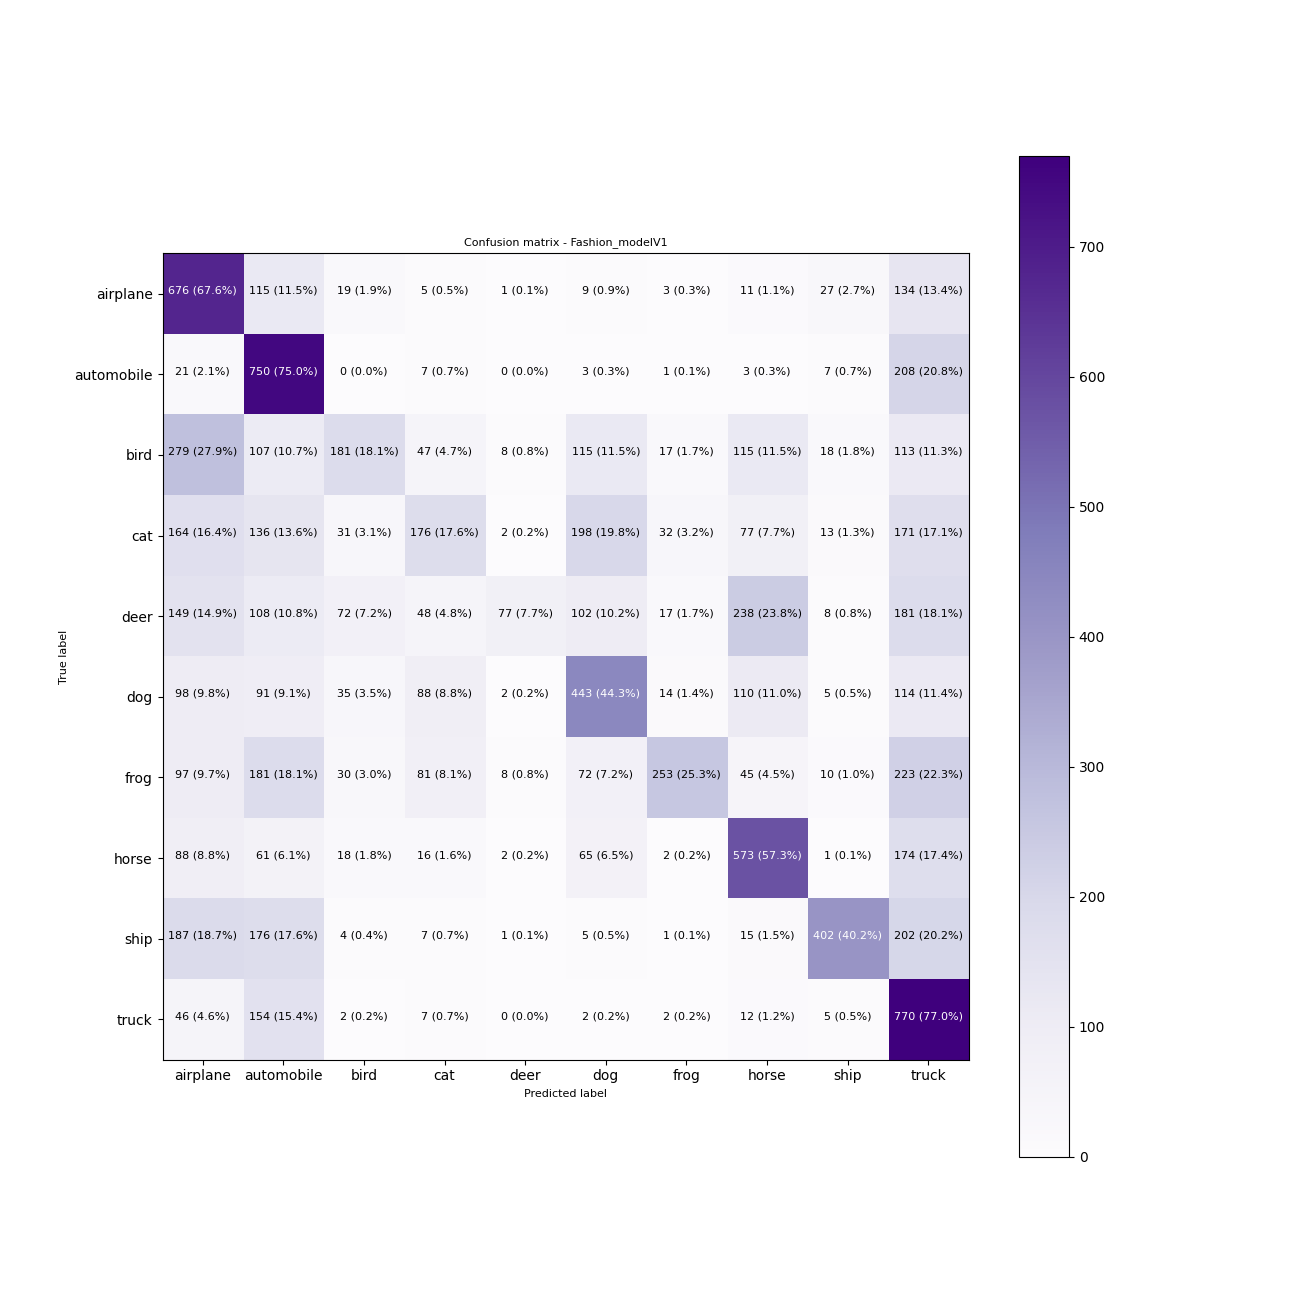 Confusion matrix - Fashion_modelV1
airplane 676 (67.6%) 115 (11.5%) 19 (1.9%) 5 (0.5%) 1 (0.1%) 9 (0.9%) 3 (0.3%) 11 (1.1%) 27 (2.7%) 134 (13.4%)
automobile 21 (2.1%) 750 (75.0%) 0 (0.0%) 7 (0.7%) 0 (0.0%) 3 (0.3%) 1 (0.1%) 3 (0.3%) 7 (0.7%) 208 (20.8%)
bird 279 (27.9%) 107 (10.7%) 181 (18.1%) 47 (4.7%) 8 (0.8%) 115 (11.5%) 17 (1.7%) 115 (11.5%) 18 (1.8%) 113 (11.3%)
cat 164 (16.4%) 136 (13.6%) 31 (3.1%) 176 (17.6%) 2 (0.2%) 198 (19.8%) 32 (3.2%) 77 (7.7%) 13 (1.3%) 171 (17.1%)
deer 149 (14.9%) 108 (10.8%) 72 (7.2%) 48 (4.8%) 77 (7.7%) 102 (10.2%) 17 (1.7%) 238 (23.8%) 8 (0.8%) 181 (18.1%)
dog 98 (9.8%) 91 (9.1%) 35 (3.5%) 88 (8.8%) 2 (0.2%) 443 (44.3%) 14 (1.4%) 110 (11.0%) 5 (0.5%) 114 (11.4%)
frog 97 (9.7%) 181 (18.1%) 30 (3.0%) 81 (8.1%) 8 (0.8%) 72 (7.2%) 253 (25.3%) 45 (4.5%) 10 (1.0%) 223 (22.3%)
horse 88 (8.8%) 61 (6.1%) 18 (1.8%) 16 (1.6%) 2 (0.2%) 65 (6.5%) 2 (0.2%) 573 (57.3%) 1 (0.1%) 174 (17.4%)
ship 187 (18.7%) 176 (17.6%) 4 (0.4%) 7 (0.7%) 1 (0.1%) 5 (0.5%) 1 (0.1%) 15 (1.5%) 402 (40.2%) 202 (20.2%)
truck 46 (4.6%) 154 (15.4%) 2 (0.2%) 7 (0.7%) 0 (0.0%) 2 (0.2%) 2 (0.2%) 12 (1.2%) 5 (0.5%) 770 (77.0%)
airplane automobile bird cat deer dog frog horse ship truck
Predicted label
True label
700
600
500
400
300
200
100
0